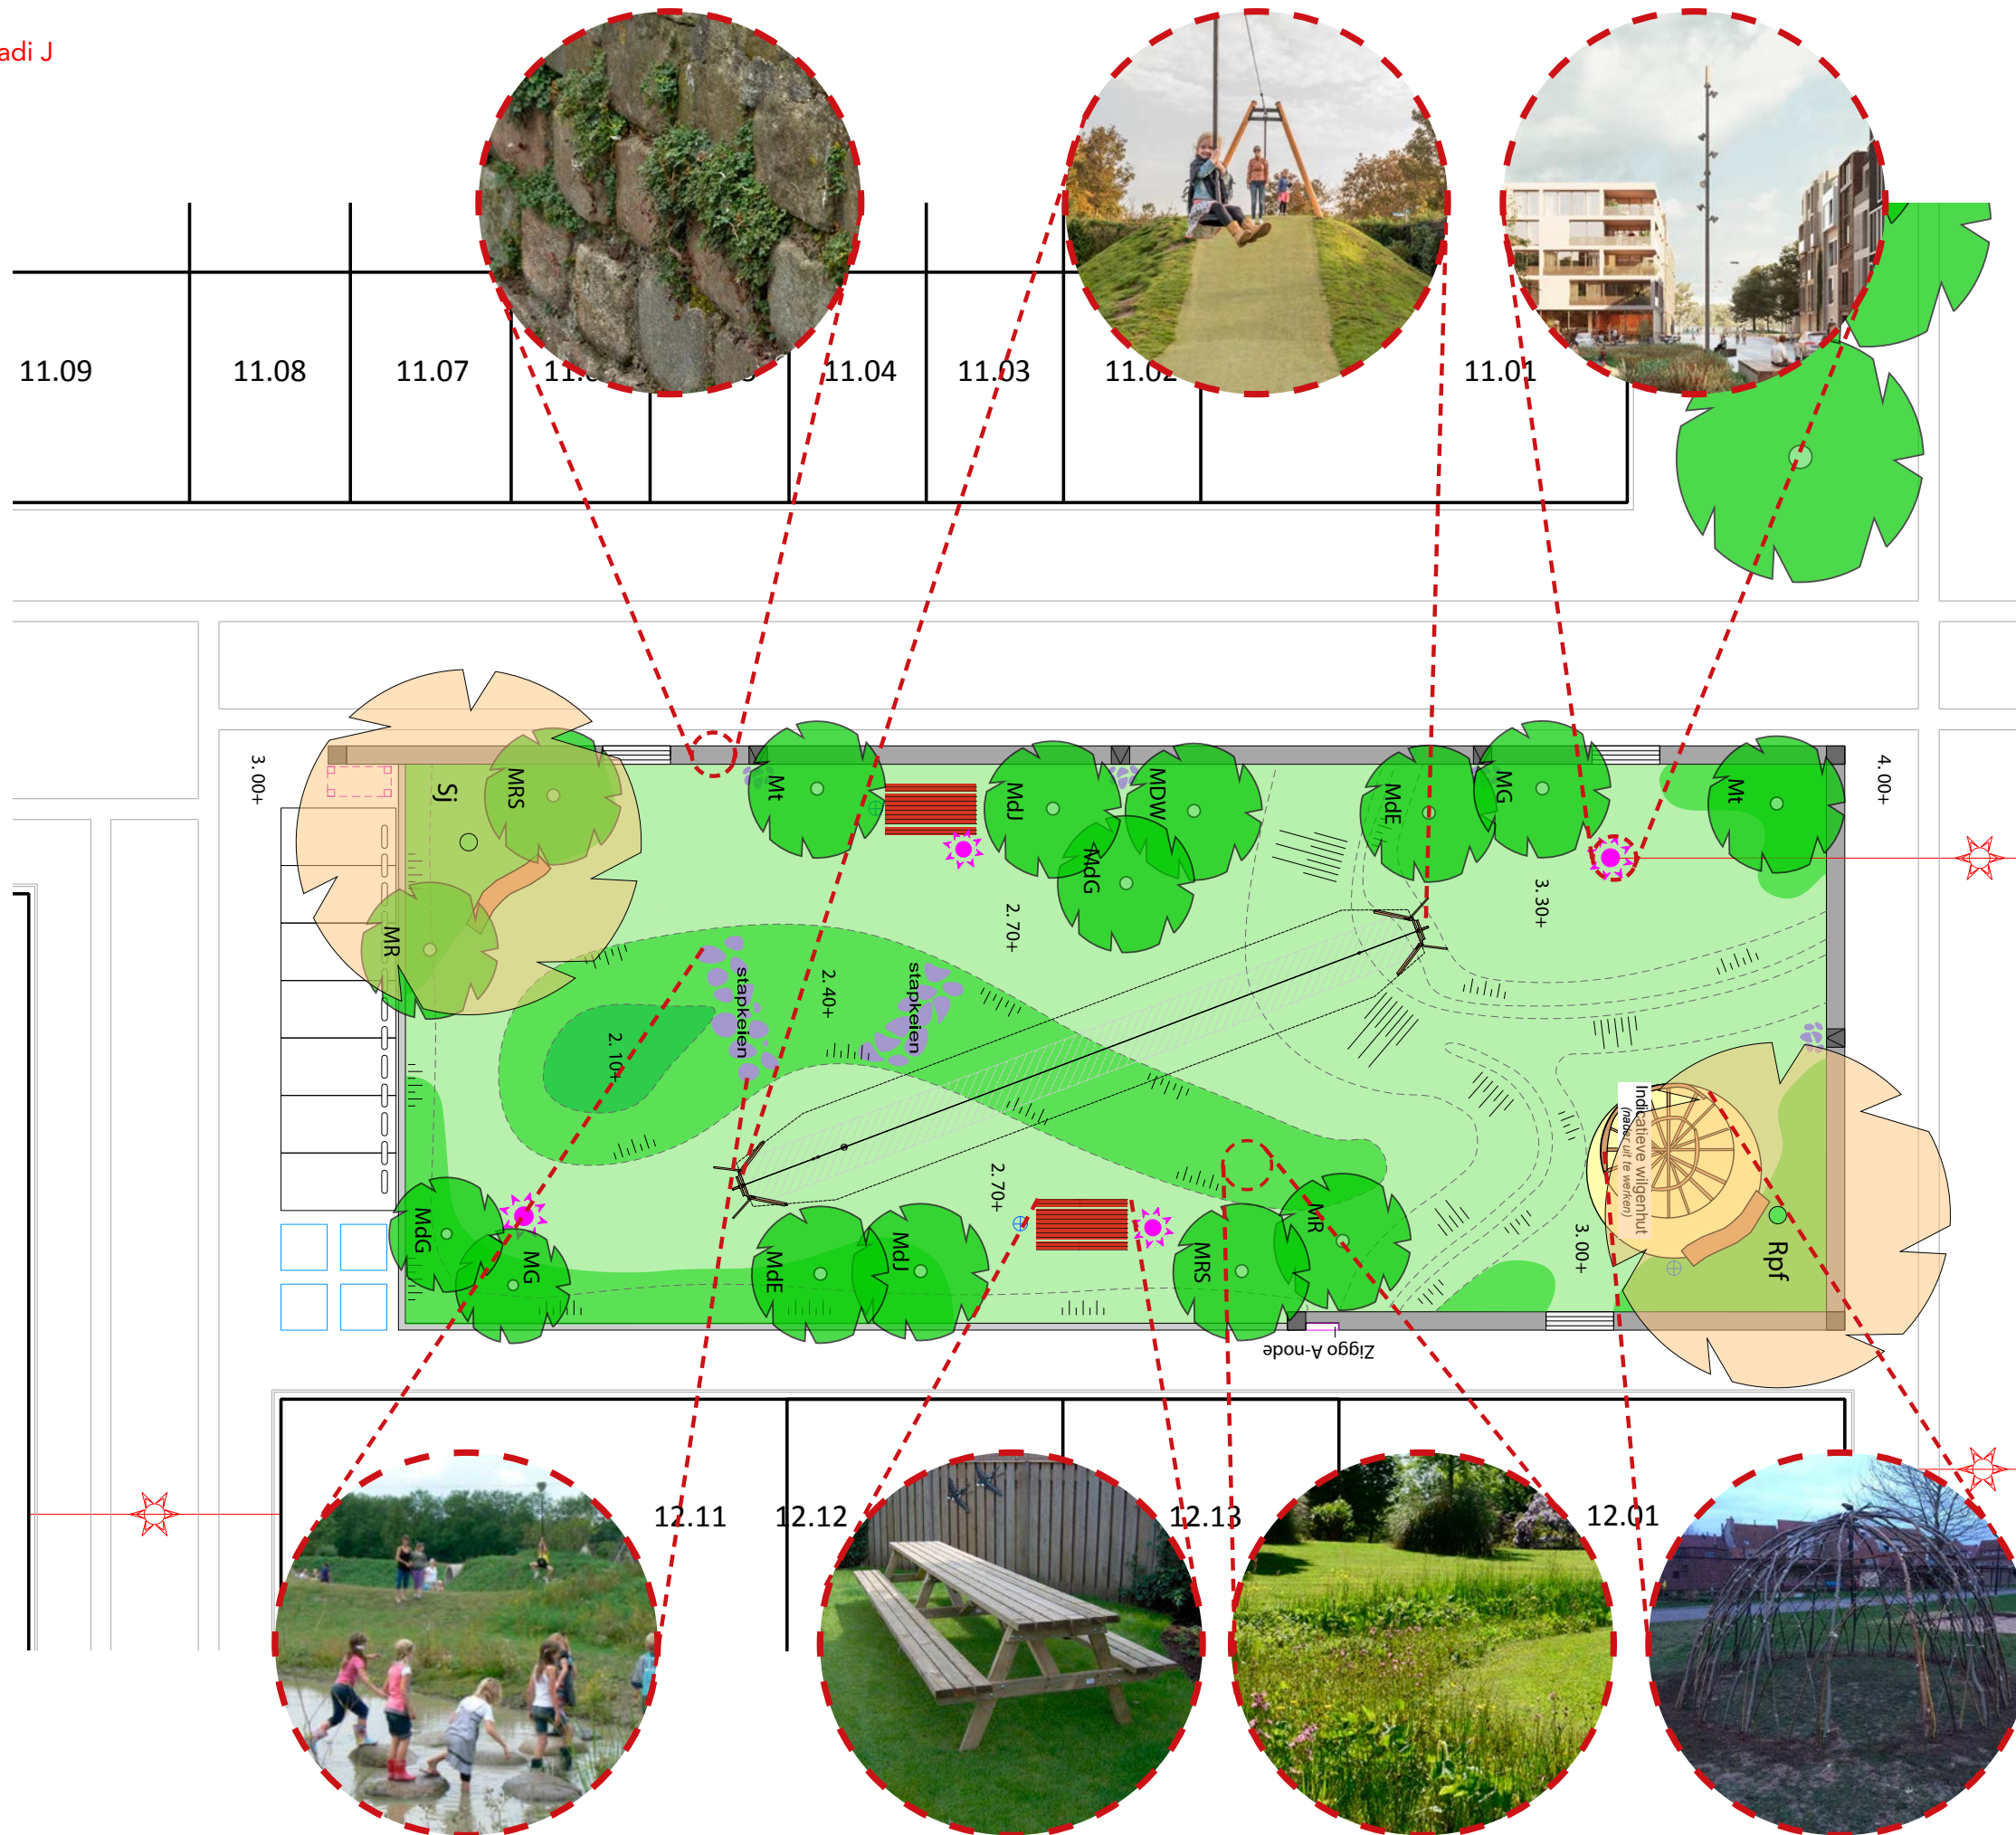 adi J
11.09
11.08
11.07
11.04
11.03
11.02
11.01
3.00+
Sj
MRS
Mt
MdJ
MDW
MdE
MG
Mt
4.00+
MdG
MR
2.70+
3.30+
stapkeien
2.40+
stapkeien
2.10+
Indicatieve wilgenhut
(nader uit te werken)
2.70+
MdG
MG
MdE
MdJ
MRS
MR
3.00+
Rpf
Ziggo A-node
12.11
12.12
12.13
12.01